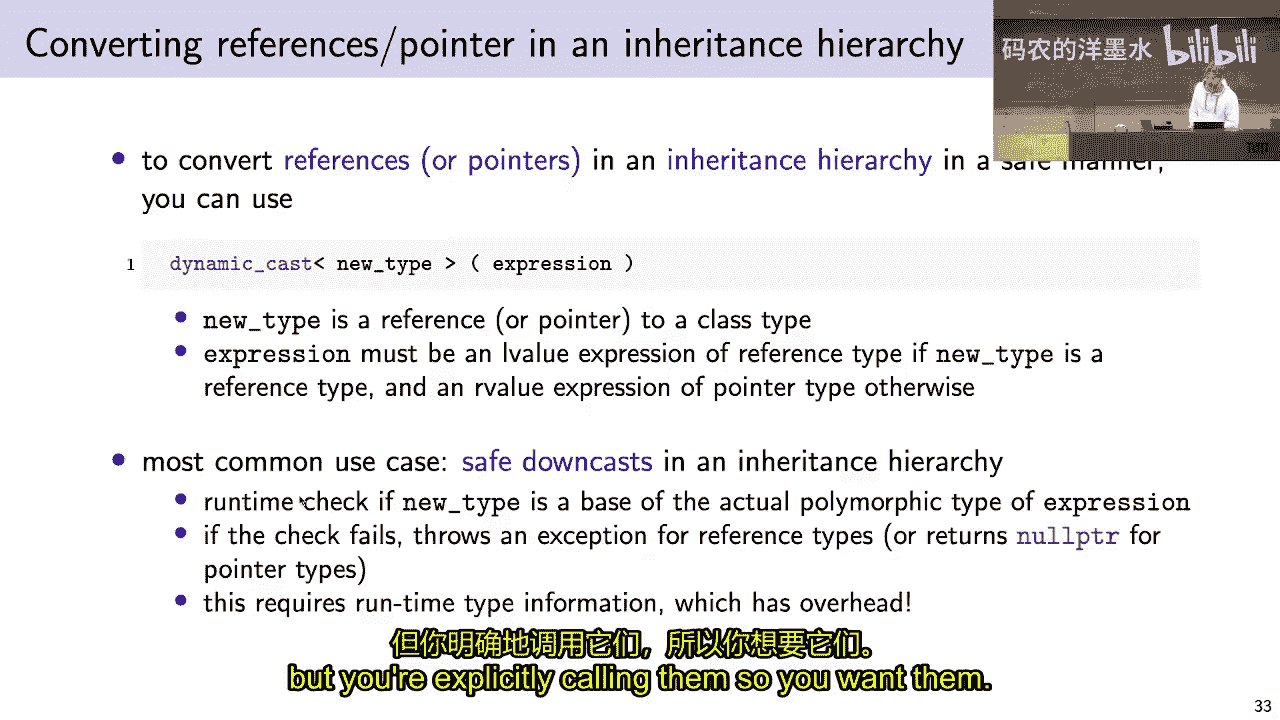 Converting references/pointer in an inheritance hierarchy
码农的洋墨水 bilibili
• to convert references (or pointers) in an inheritance hierarchy in a safe manner,
you can use
1 dynamic_cast< new_type > ( expression )
• new_type is a reference (or pointer) to a class type
• expression must be an lvalue expression of reference type if new_type is a
reference type, and an rvalue expression of pointer type otherwise
• most common use case: safe downcasts in an inheritance hierarchy
• runtime check if new_type is a base of the actual polymorphic type of expression
• if the check fails, throws an exception for reference types (or returns nullptr for
pointer types)
• this requires run-time type information, which has overhead!
但你明确地调用它们，所以你想要它们。
but you're explicitly calling them so you want them.
33